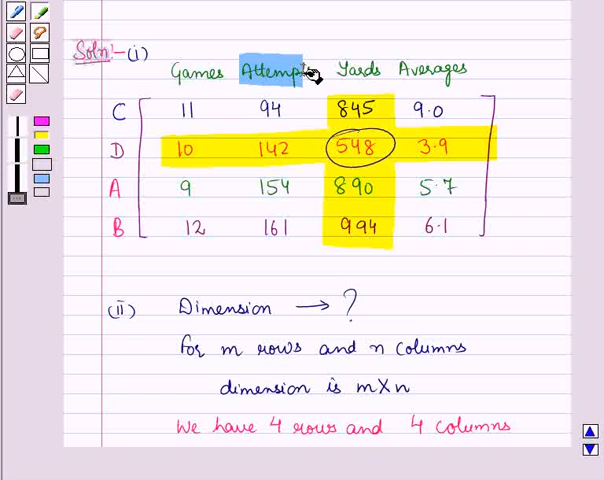 Soln:- (i)
Games Attempts Yards Averages
C 11 94 845 9.0
D 10 142 548 3.9
A 9 154 890 5.7
B 12 161 994 6.1
(ii) Dimension → ?
For m rows and n columns
dimension is m×n
We have 4 rows and 4 columns